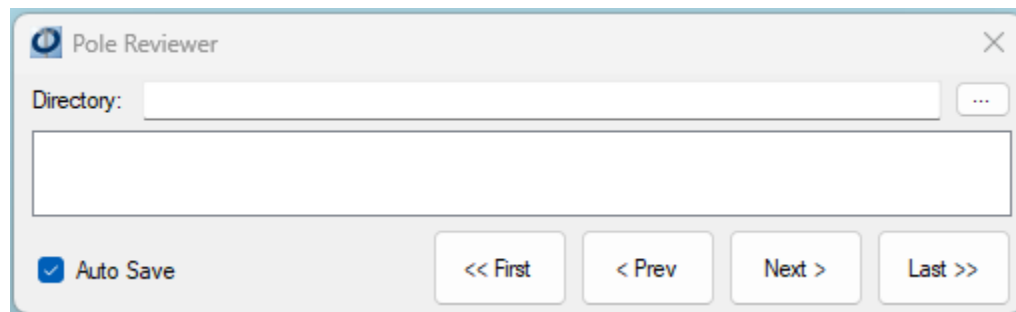 Pole Reviewer
Directory: ...
Auto Save << First < Prev Next > Last >>